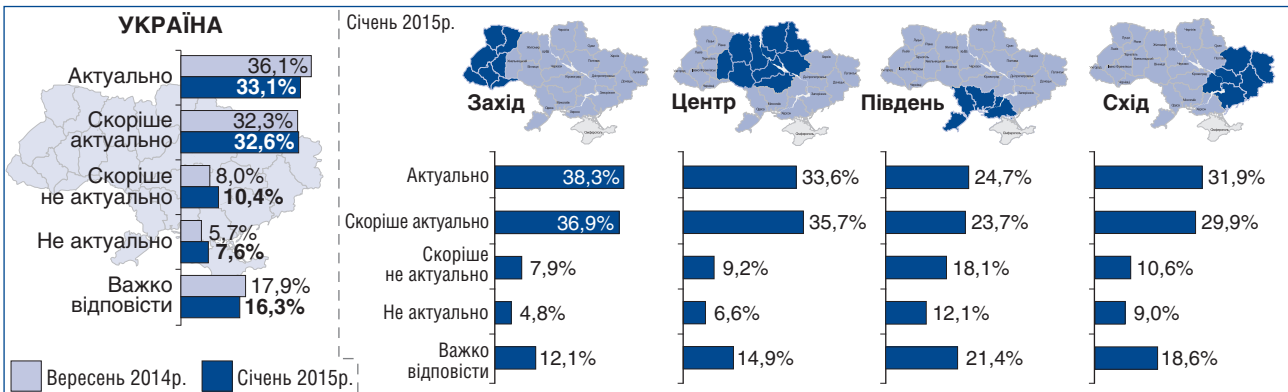 УКРАЇНА
Актуально
36,1%
33,1%
Скоріше
актуально
32,3%
32,6%
Скоріше
не актуально
8,0%
10,4%
Не актуально
5,7%
7,6%
Важко
відповісти
17,9%
16,3%
Вересень 2014р.
Січень 2015р.
Січень 2015р.
Захід
Центр
Південь
Схід
Актуально
38,3%
33,6%
24,7%
31,9%
Скоріше актуально
36,9%
35,7%
23,7%
29,9%
Скоріше
не актуально
7,9%
9,2%
18,1%
10,6%
Не актуально
4,8%
6,6%
12,1%
9,0%
Важко
відповісти
12,1%
14,9%
21,4%
18,6%